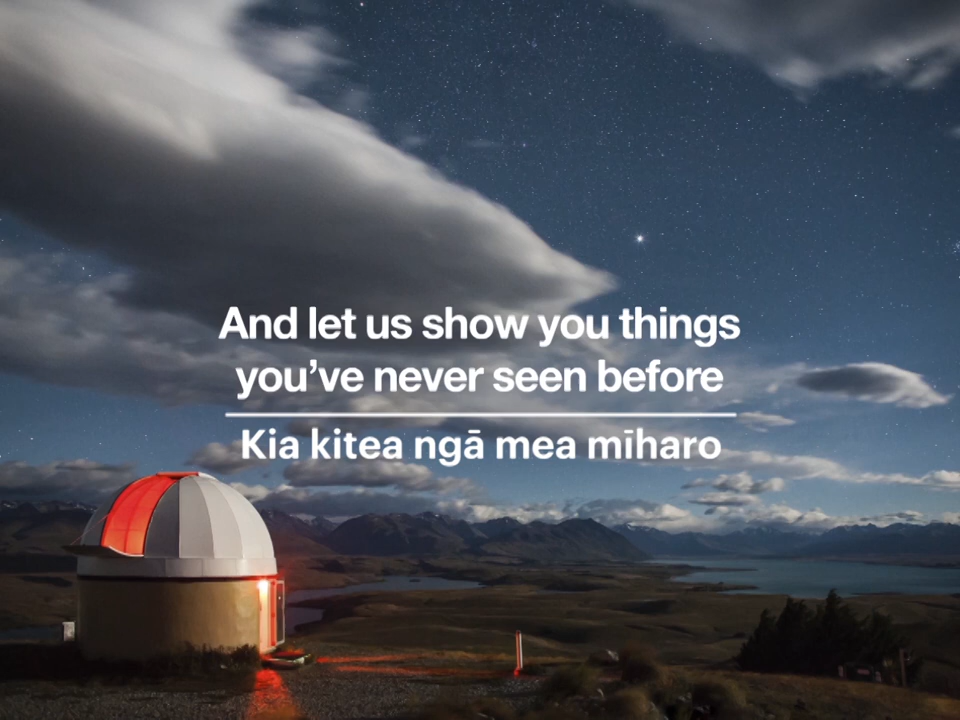 And let us show you things
you’ve never seen before
Kia kitea ngā mea mīharo